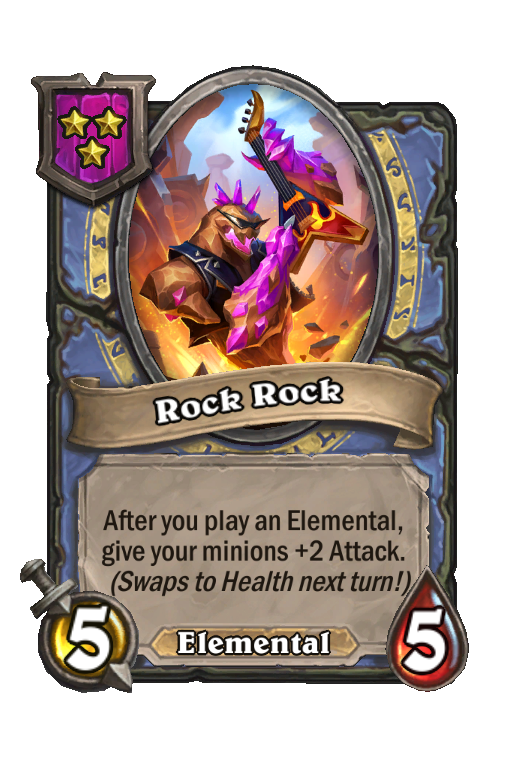 Rock Rock
After you play an Elemental,
give your minions +2 Attack.
(Swaps to Health next turn!)
5
Elemental
5